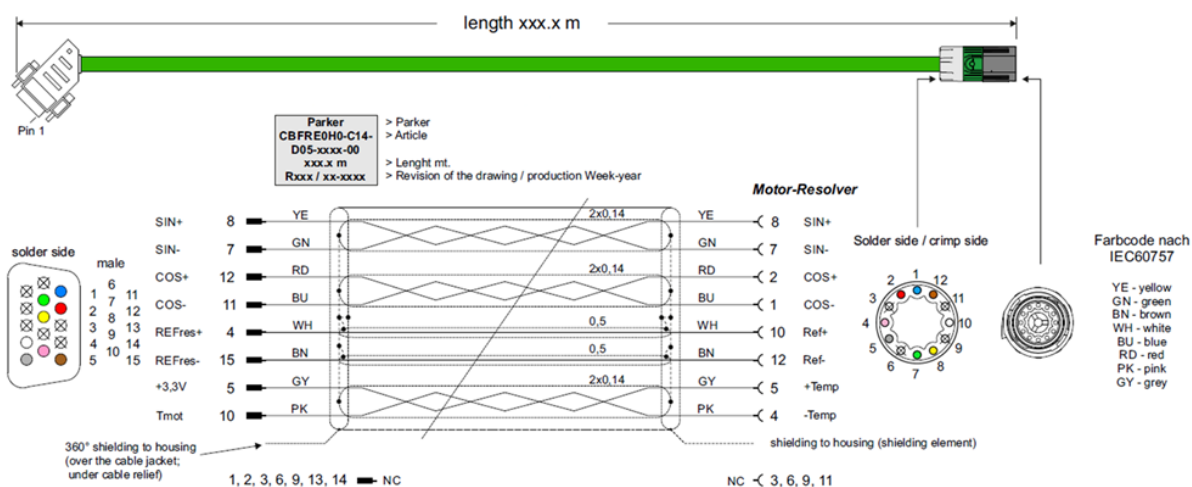 length xxx.x m
Pin 1
Parker
CBFRE0H0-C14-
D05-xxxx-00
xxx.x m
Rxxx / xx-xxxx
> Parker
> Article
> Lenght mt.
> Revision of the drawing / production Week-year
Motor-Resolver
SIN+ 8 YE 2x0,14 YE 8 SIN+
SIN- 7 GN GN 7 SIN-
COS+ 12 RD 2x0,14 RD 2 COS+
COS- 11 BU BU 1 COS-
REFres+ 4 WH 0,5 WH 10 Ref+
REFres- 15 BN 0,5 BN 12 Ref-
+3,3V 5 GY 2x0,14 GY 5 +Temp
Tmot 10 PK PK 4 -Temp
solder side
male
6
1 11
7
2 12
8
3 13
9
4 14
10
5 15
Solder side / crimp side
1
2 12
3 11
4 10
5 9
6 8
7
Farbcode nach
IEC60757
YE - yellow
GN - green
BN - brown
WH - white
BU - blue
RD - red
PK - pink
GY - grey
360° shielding to housing
(over the cable jacket;
under cable relief)
shielding to housing (shielding element)
1, 2, 3, 6, 9, 13, 14 NC
NC 3, 6, 9, 11